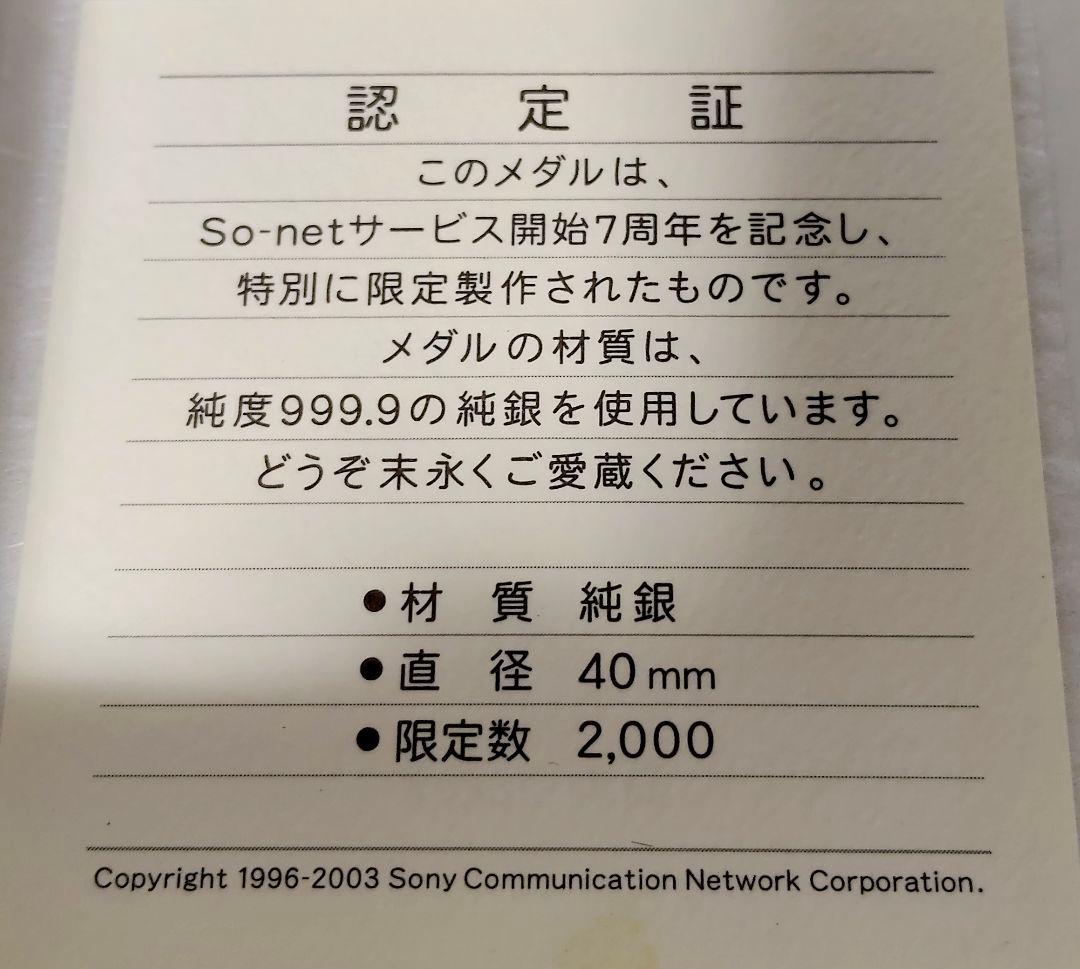 認定証
このメダルは、
So-netサービス開始7周年を記念し、
特別に限定製作されたものです。
メダルの材質は、
純度999.9の純銀を使用しています。
どうぞ末永くご愛蔵ください。
●材 質 純銀
●直 径 40mm
●限定数 2,000
Copyright 1996-2003 Sony Communication Network Corporation.